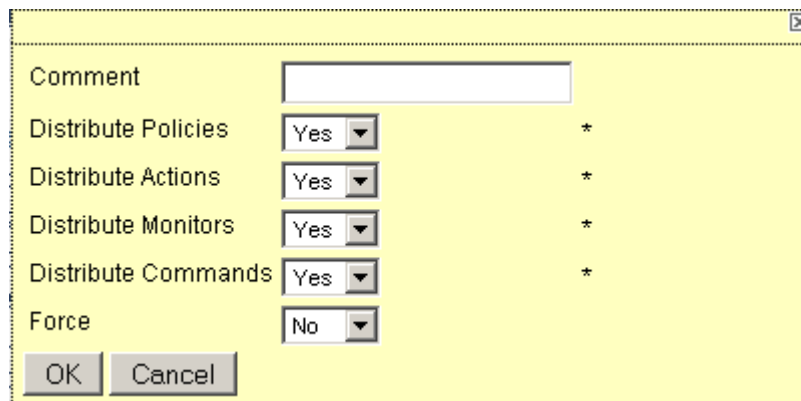 Comment
Distribute Policies Yes *
Distribute Actions Yes *
Distribute Monitors Yes *
Distribute Commands Yes *
Force No
OK Cancel